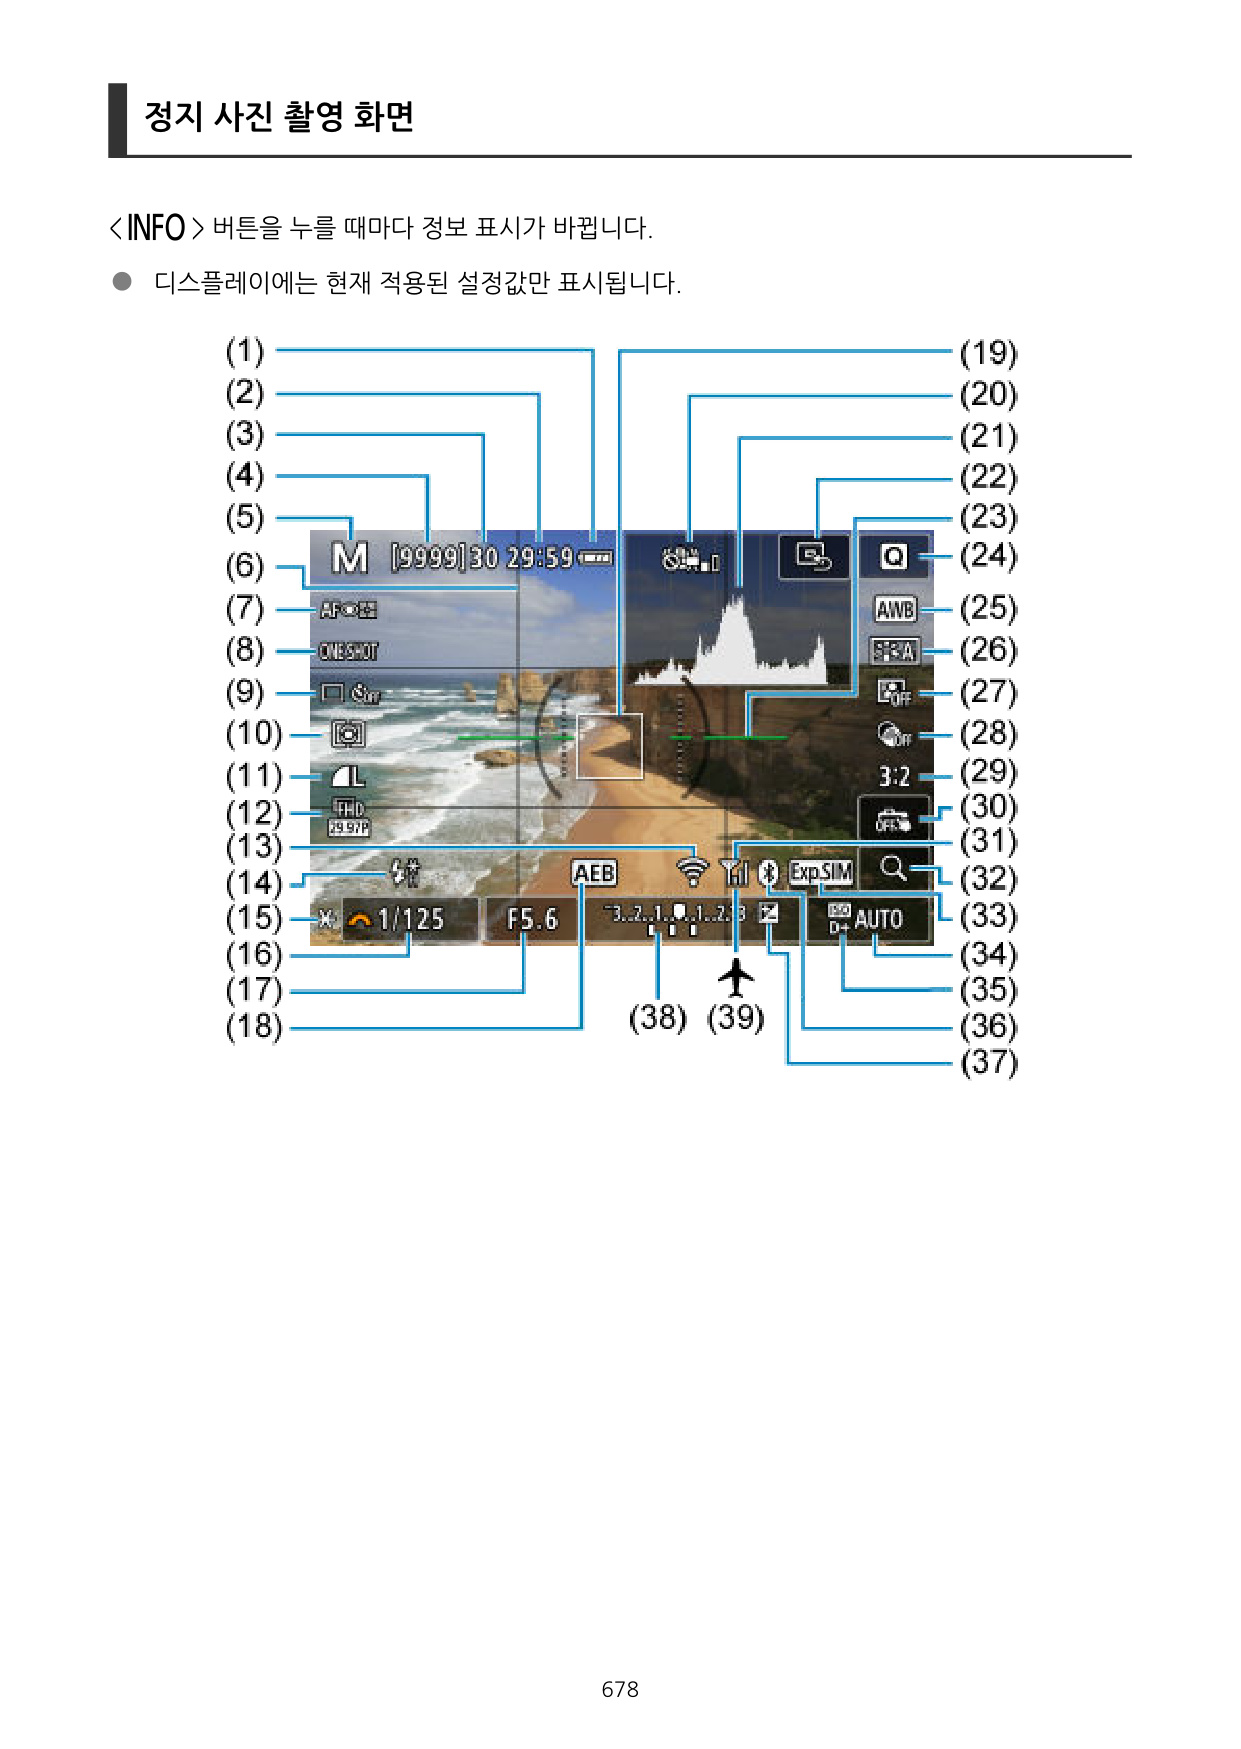 정지 사진 촬영 화면
<INFO> 버튼을 누를 때마다 정보 표시가 바뀝니다.
● 디스플레이에는 현재 적용된 설정값만 표시됩니다.
(1)
(2)
(3)
(4)
(5)
(6)
(7)
(8)
(9)
(10)
(11)
(12)
(13)
(14)
(15)
(16)
(17)
(18)
M [9999] 30 29:59
AF
ONE SHOT
OFF
L
FHD
29.97P
AEB
1/125 F5.6
-3..2..1..0..1..2..3
Q
AWB
A
OFF
OFF
3:2
OFF
Exp.SIM
ISO
D+ AUTO
(19)
(20)
(21)
(22)
(23)
(24)
(25)
(26)
(27)
(28)
(29)
(30)
(31)
(32)
(33)
(34)
(35)
(36)
(37)
(38) (39)
678